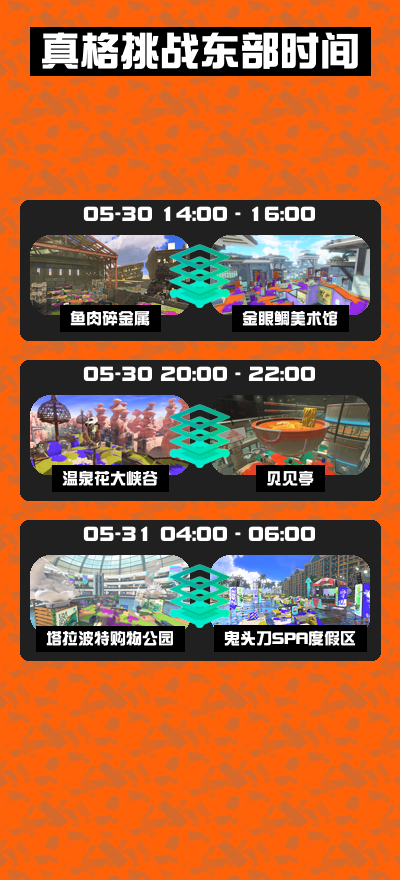 真格挑战东部时间
05-30 14:00 - 16:00
鱼肉碎金属
金眼鲷美术馆
05-30 20:00 - 22:00
温泉花大峡谷
贝贝亭
05-31 04:00 - 06:00
塔拉波特购物公园
鬼头刀SPA度假区